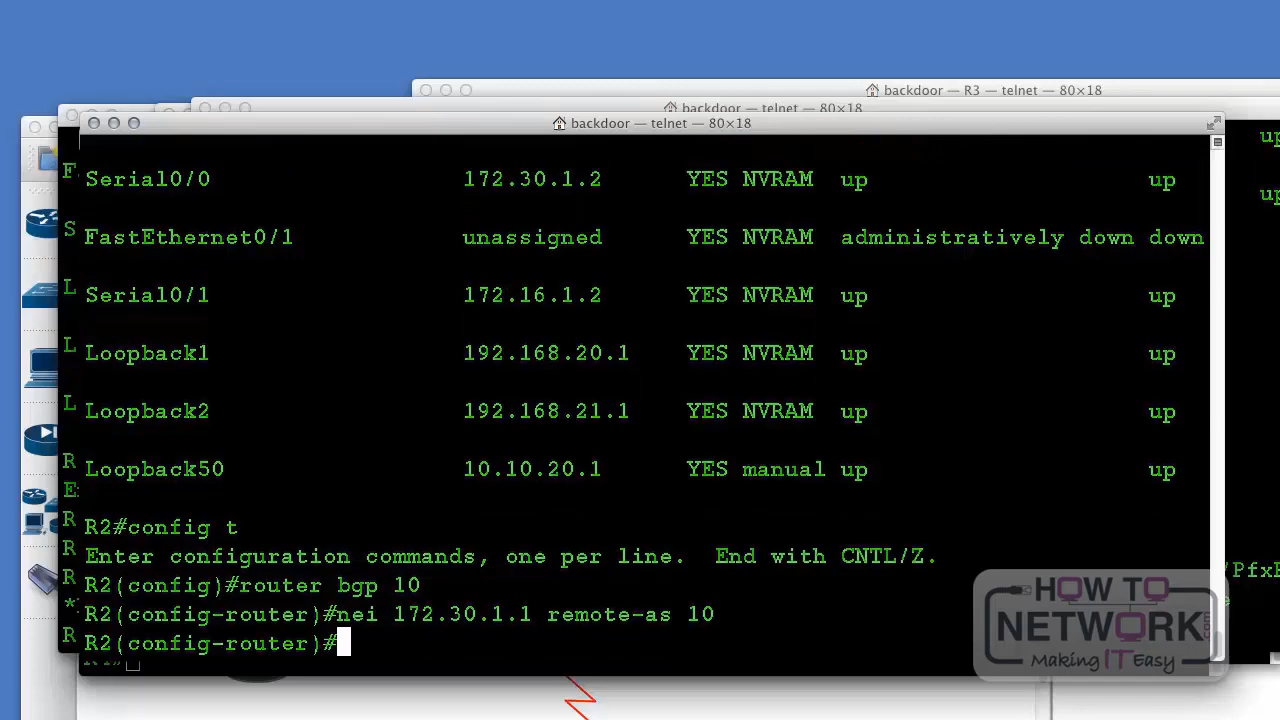 backdoor — R3 — telnet — 80×18
backdoor — telnet — 80×18
backdoor — telnet — 80×18
Serial0/0 172.30.1.2 YES NVRAM up up
FastEthernet0/1 unassigned YES NVRAM administratively down down
Serial0/1 172.16.1.2 YES NVRAM up up
Loopback1 192.168.20.1 YES NVRAM up up
Loopback2 192.168.21.1 YES NVRAM up up
Loopback50 10.10.20.1 YES manual up up
R2#config t
Enter configuration commands, one per line. End with CNTL/Z.
R2(config)#router bgp 10
R2(config-router)#nei 172.30.1.1 remote-as 10
R2(config-router)#
HOW TO
NETWORK.com
Making IT Easy